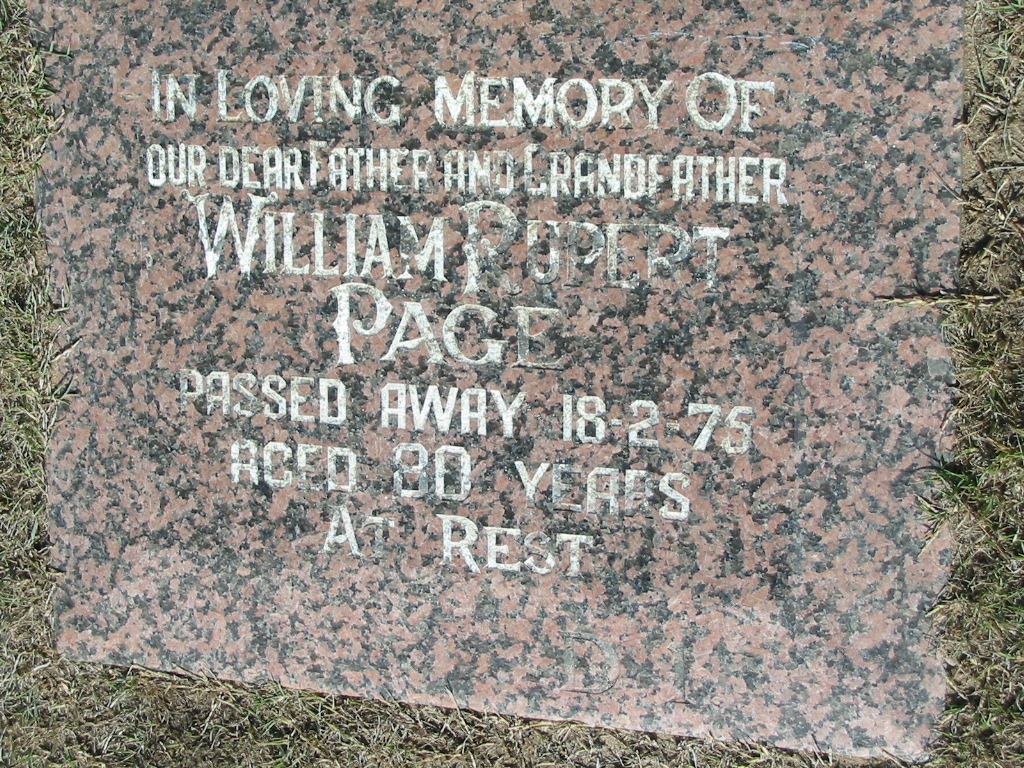 IN LOVING MEMORY OF
OUR DEAR FATHER AND GRANDFATHER
WILLIAM RUPERT
PAGE
PASSED AWAY 18-2-75
AGED 80 YEARS
AT REST